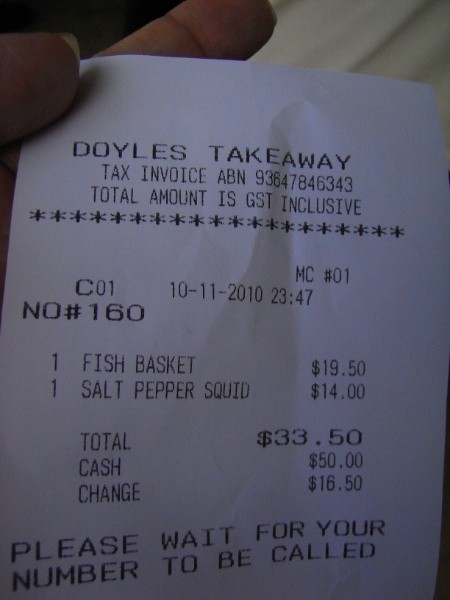 DOYLES TAKEAWAY
TAX INVOICE ABN 93647846343
TOTAL AMOUNT IS GST INCLUSIVE
********************
MC #01
C01 10-11-2010 23:47
NO#160
1 FISH BASKET $19.50
1 SALT PEPPER SQUID $14.00
TOTAL $33.50
CASH $50.00
CHANGE $16.50
PLEASE WAIT FOR YOUR
NUMBER TO BE CALLED